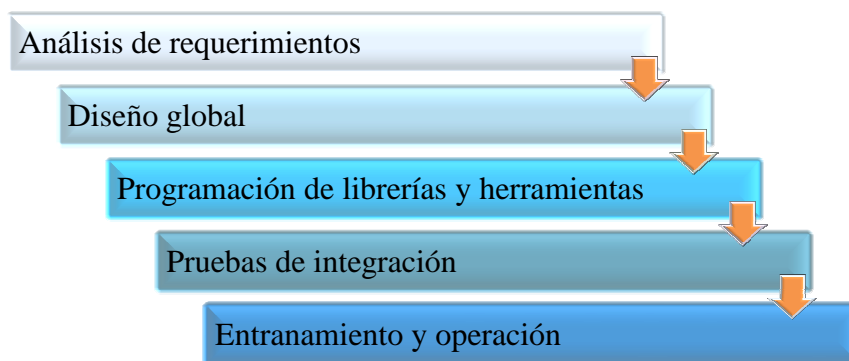 Análisis de requerimientos
Diseño global
Programación de librerías y herramientas
Pruebas de integración
Entranamiento y operación